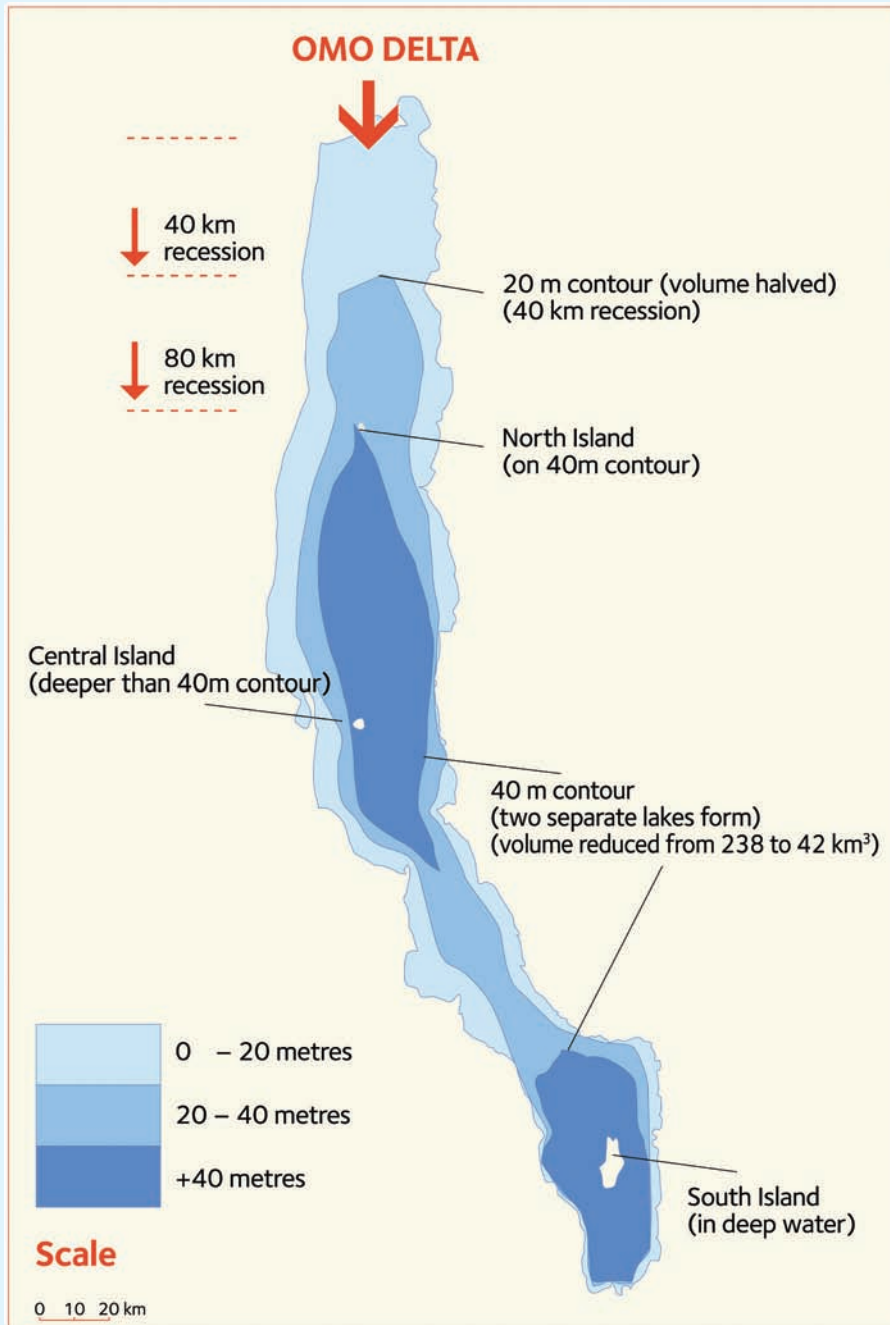 OMO DELTA
40 km
recession
20 m contour (volume halved)
(40 km recession)
80 km
recession
North Island
(on 40m contour)
Central Island
(deeper than 40m contour)
40 m contour
(two separate lakes form)
(volume reduced from 238 to 42 km³)
0 – 20 metres
20 – 40 metres
+40 metres
South Island
(in deep water)
Scale
0 10 20 km